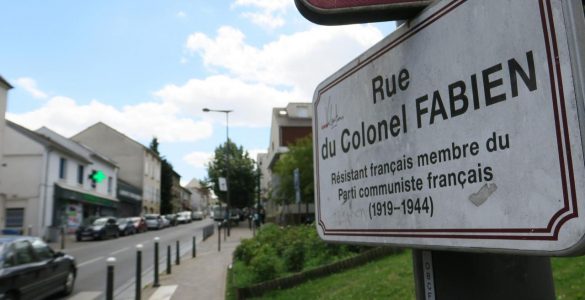 Rue
du Colonel FABIEN
Résistant français membre du
Parti communiste français
(1919-1944)